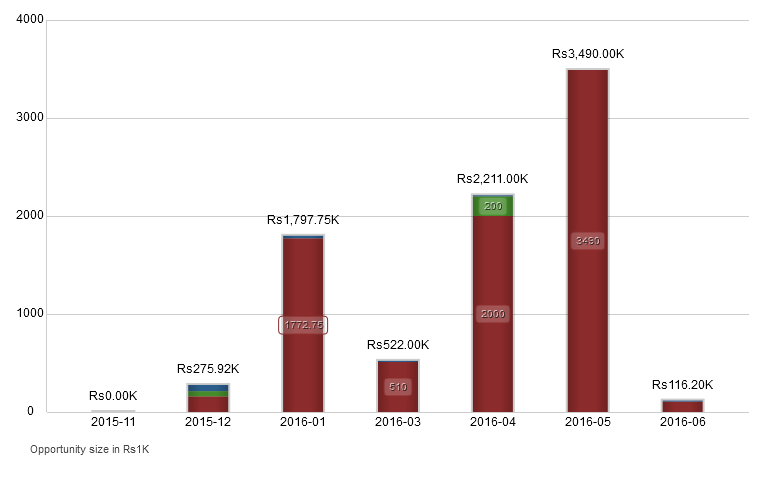 4000
Rs3,490.00K
3000
Rs2,211.00K
200
2000
Rs1,797.75K
3490
1000
2000
1772.75
Rs522.00K
Rs275.92K
510
Rs0.00K
Rs116.20K
0
2015-11 2015-12 2016-01 2016-03 2016-04 2016-05 2016-06
Opportunity size in Rs1K